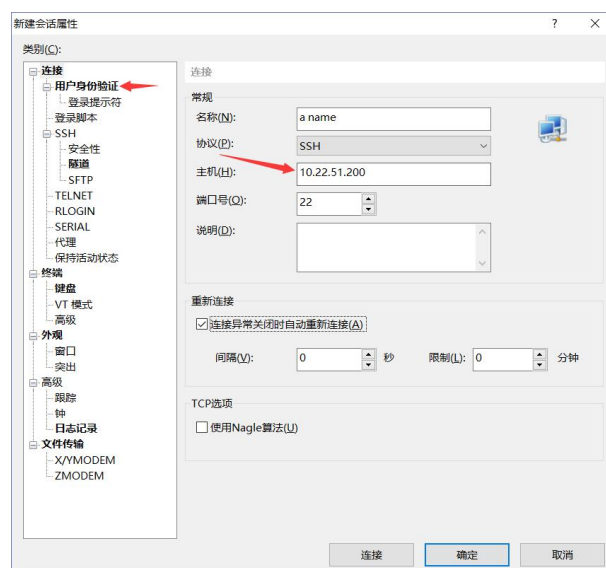 新建会话属性
?
×
类别(C):
连接
用户身份验证
登录提示符
登录脚本
SSH
安全性
隧道
SFTP
TELNET
RLOGIN
SERIAL
代理
保持活动状态
终端
键盘
VT 模式
高级
外观
窗口
突出
高级
跟踪
钟
日志记录
文件传输
X/YMODEM
ZMODEM
连接
常规
名称(N): a name
协议(P): SSH
主机(H): 10.22.51.200
端口号(O): 22
说明(D):
重新连接
连接异常关闭时自动重新连接(A)
间隔(V): 0 秒 限制(L): 0 分钟
TCP选项
使用Nagle算法(U)
连接 确定 取消